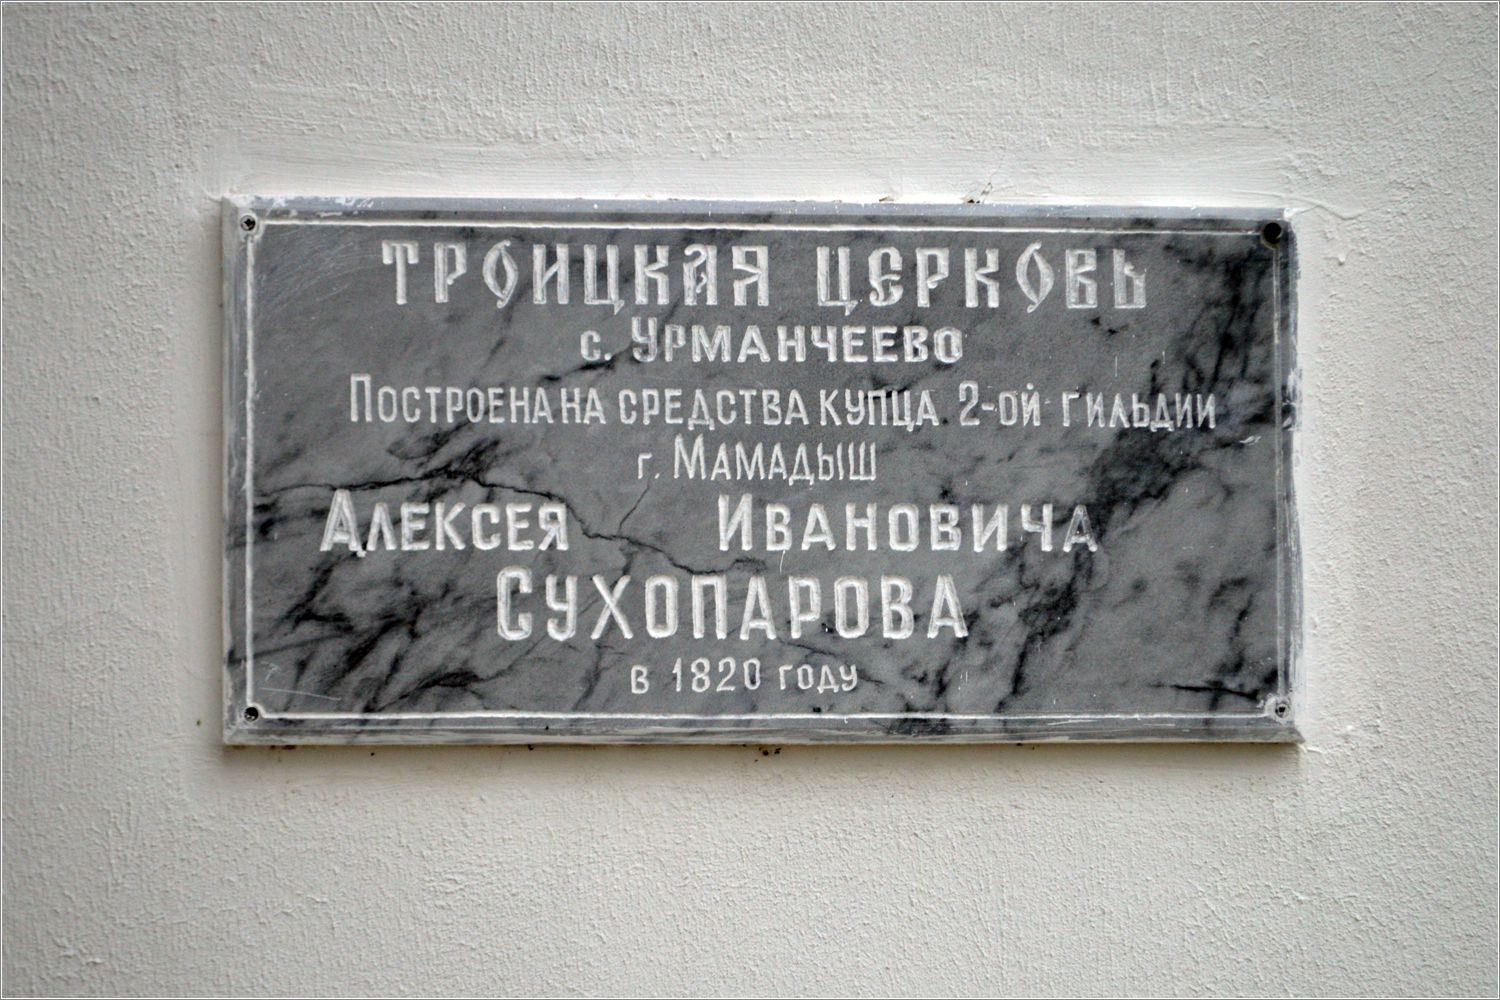 ТРОИЦКАЯ ЦЕРКОВЬ
с. УРМАНЧЕЕВО
ПОСТРОЕНА НА СРЕДСТВА КУПЦА 2-ОЙ ГИЛЬДИИ
г. МАМАДЫШ
АЛЕКСЕЯ ИВАНОВИЧА
СУХОПАРОВА
в 1820 году